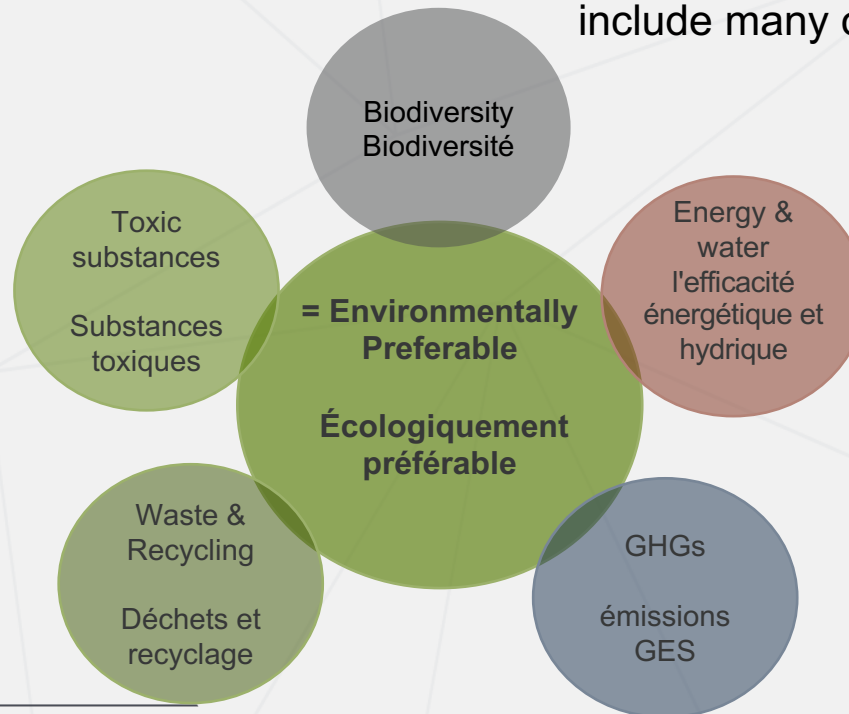 include many
Biodiversity
Biodiversité
Toxic
substances
Substances
toxiques
Energy &
water
l'efficacité
énergétique et
hydrique
= Environmentally
Preferable
Écologiquement
préférable
Waste &
Recycling
Déchets et
recyclage
GHGs
émissions
GES